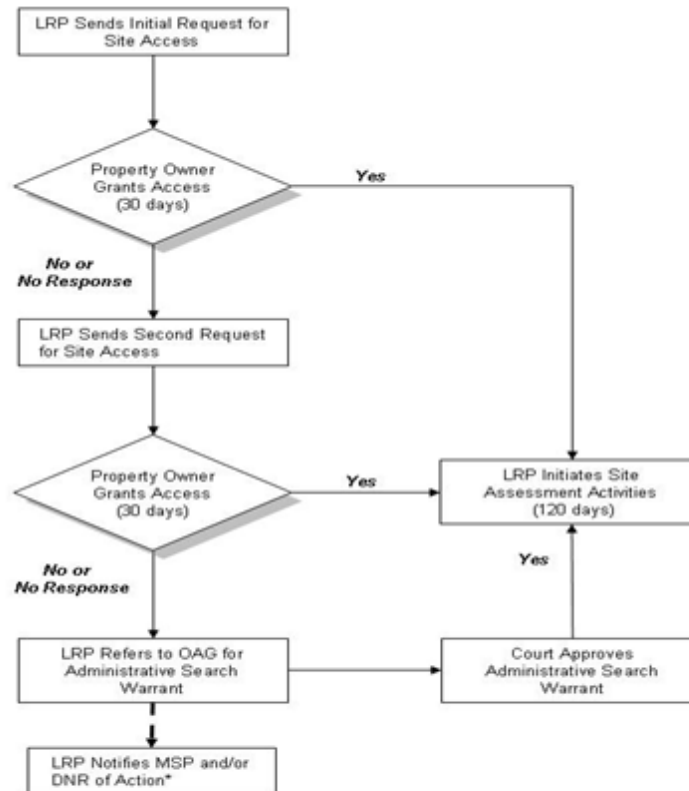 LRP Sends Initial Request for
Site Access
Property Owner
Grants Access
(30 days)
Yes
No or
No Response
LRP Sends Second Request
for Site Access
Property Owner
Grants Access
(30 days)
Yes
LRP Initiates Site
Assessment Activities
(120 days)
No or
No Response
Yes
LRP Refers to OAG for
Administrative Search
Warrant
Court Approves
Administrative Search
Warrant
LRP Notifies MSP and/or
DNR of Action*